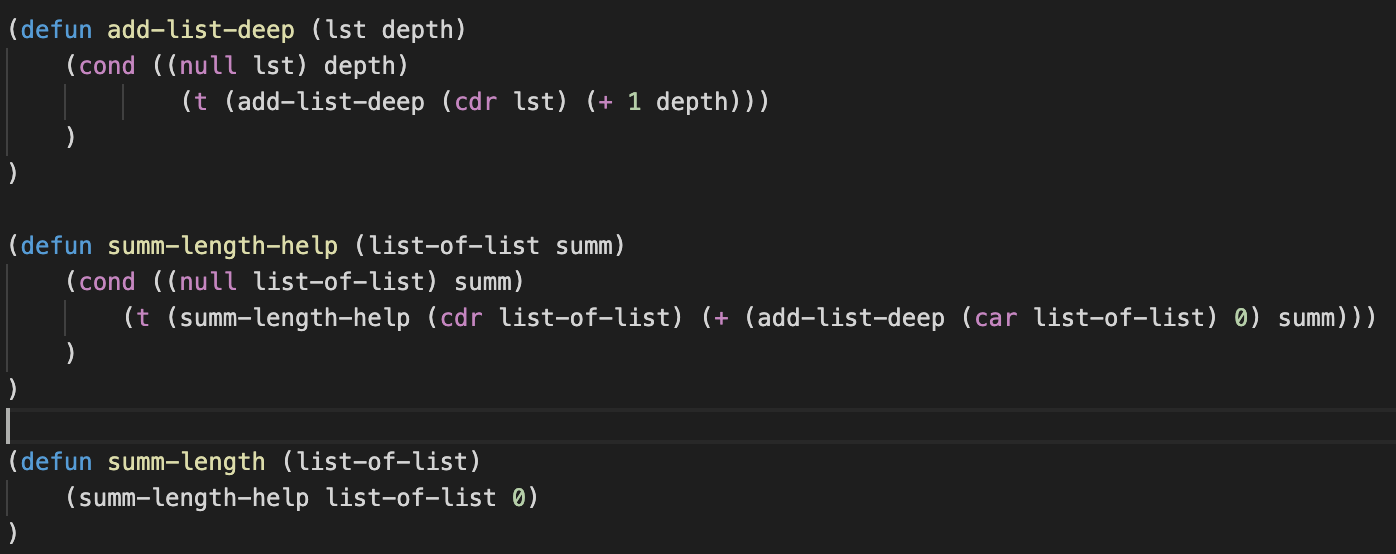 (defun add-list-deep (lst depth)
    (cond ((null lst) depth)
            (t (add-list-deep (cdr lst) (+ 1 depth)))
    )
)
(defun summ-length-help (list-of-list summ)
    (cond ((null list-of-list) summ)
        (t (summ-length-help (cdr list-of-list) (+ (add-list-deep (car list-of-list) 0) summ)))
    )
)
(defun summ-length (list-of-list)
    (summ-length-help list-of-list 0)
)